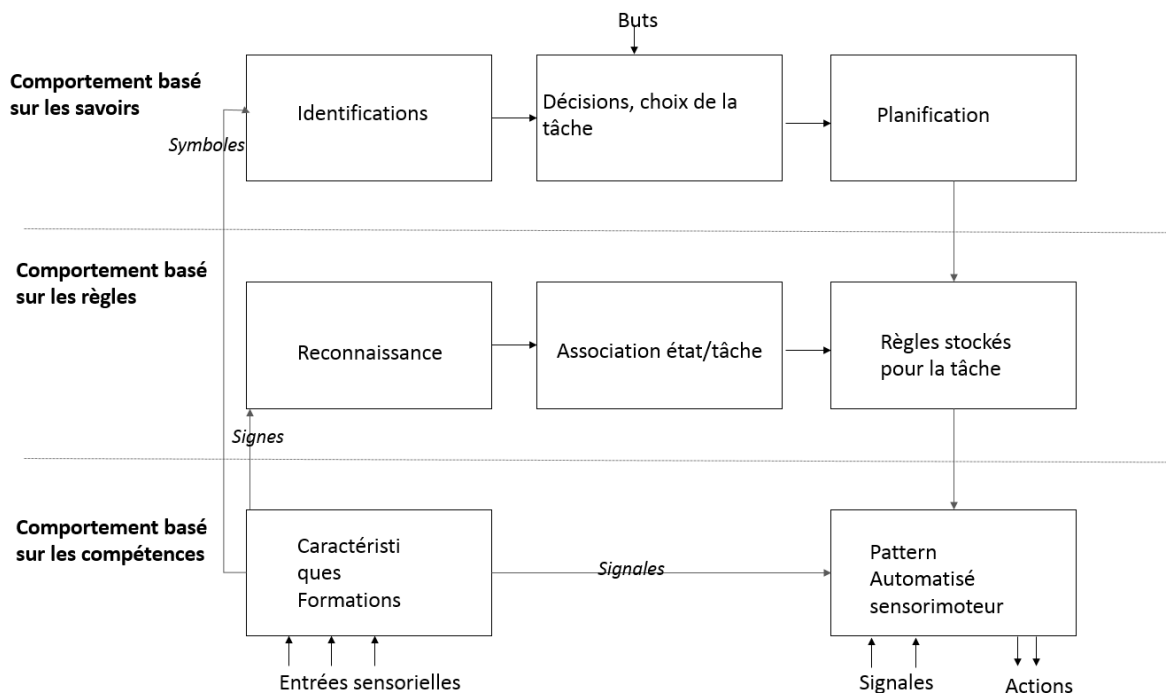 Buts
Comportement basé
sur les savoirs
Identifications
Décisions, choix de la
tâche
Planification
Symboles
Comportement basé
sur les règles
Reconnaissance
Association état/tâche
Règles stockés
pour la tâche
Signes
Comportement basé
sur les compétences
Caractéristi
ques
Formations
Signales
Pattern
Automatisé
sensorimoteur
Entrées sensorielles
Signales
Actions